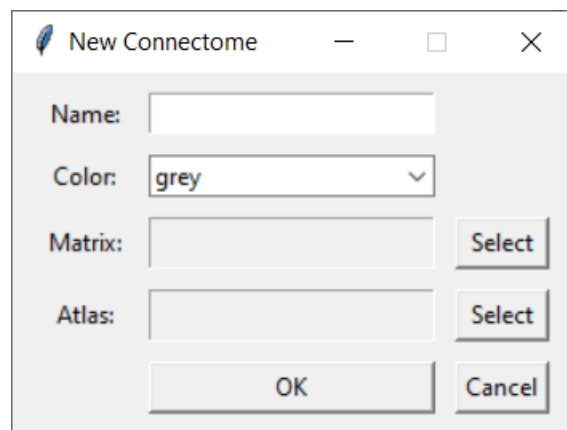 New Connectome
Name:
Color: grey
Matrix: Select
Atlas: Select
OK Cancel